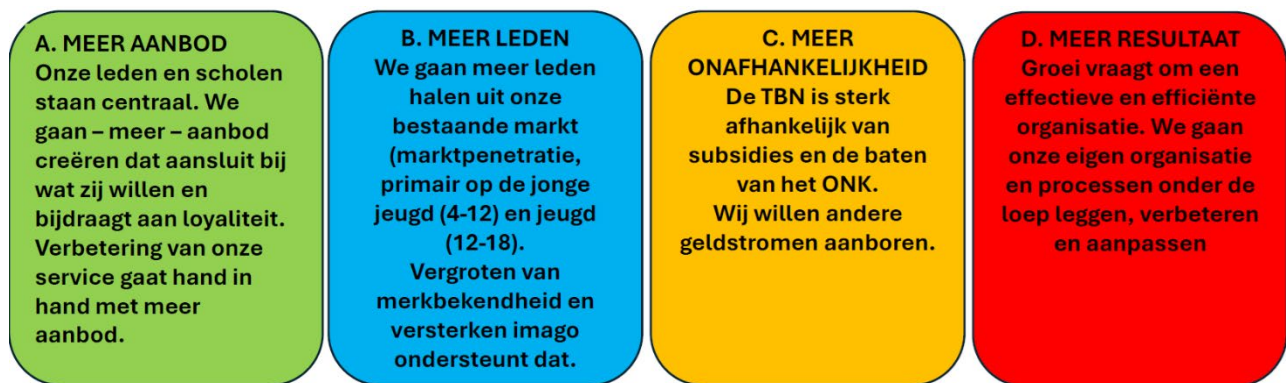 A. MEER AANBOD
Onze leden en scholen
staan centraal. We
gaan – meer – aanbod
creëren dat aansluit bij
wat zij willen en
bijdraagt aan loyaliteit.
Verbetering van onze
service gaat hand in
hand met meer
aanbod.
B. MEER LEDEN
We gaan meer leden
halen uit onze
bestaande markt
(marktpenetratie,
primair op de jonge
jeugd (4-12) en jeugd
(12-18).
Vergroten van
merkbekendheid en
versterken imago
ondersteunt dat.
C. MEER
ONAFHANKELIJKHEID
De TBN is sterk
afhankelijk van
subsidies en de baten
van het ONK.
Wij willen andere
geldstromen aanboren.
D. MEER RESULTAAT
Groei vraagt om een
effectieve en efficiënte
organisatie. We gaan
onze eigen organisatie
en processen onder de
loep leggen, verbeteren
en aanpassen